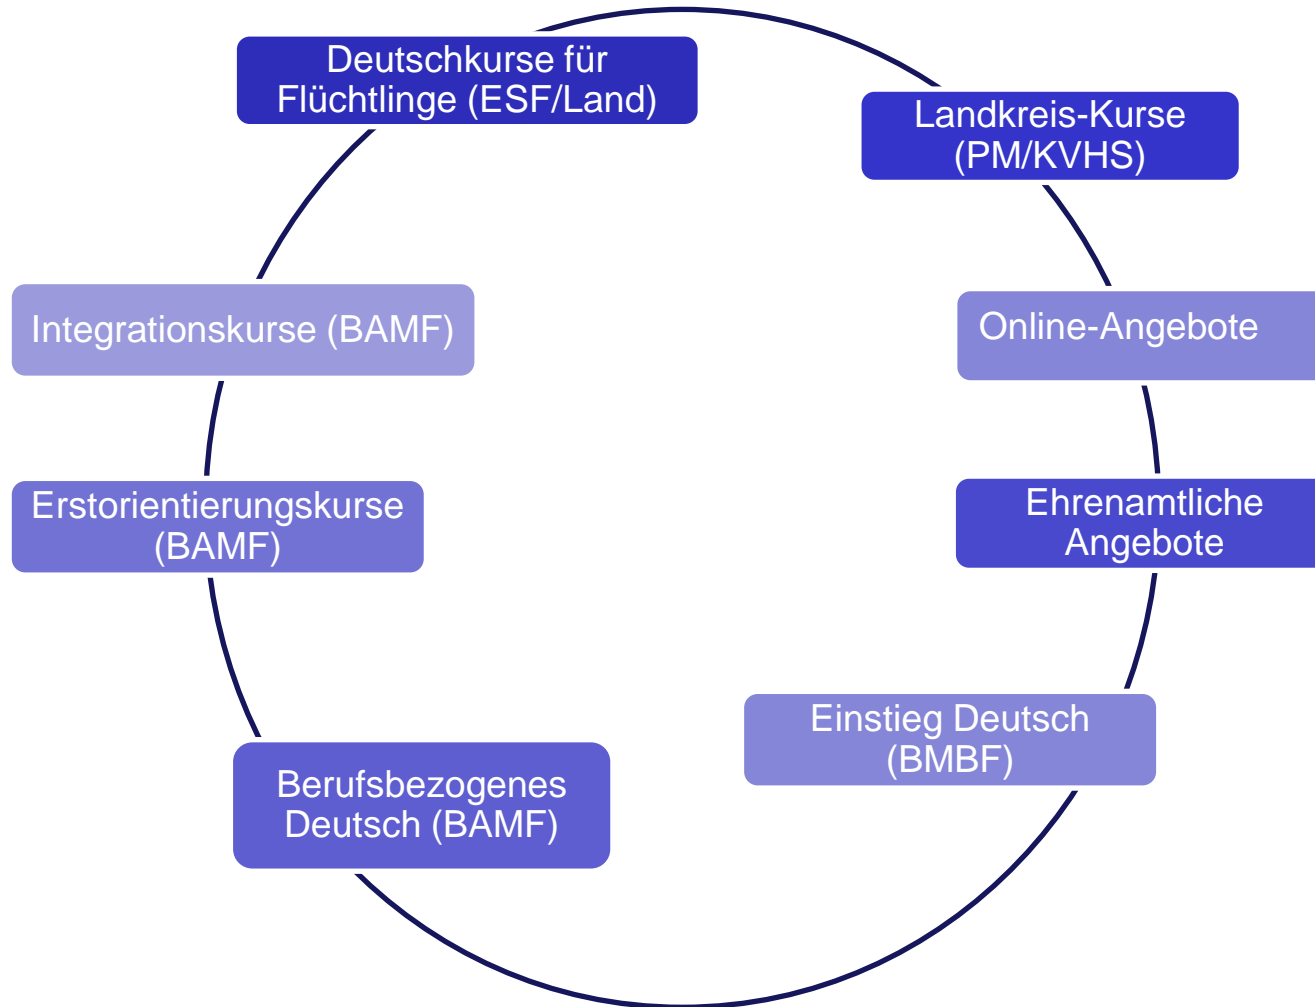 Deutschkurse für
Flüchtlinge (ESF/Land)
Landkreis-Kurse
(PM/KVHS)
Integrationskurse (BAMF)
Online-Angebote
Erstorientierungskurse
(BAMF)
Ehrenamtliche
Angebote
Einstieg Deutsch
(BMBF)
Berufsbezogenes
Deutsch (BAMF)